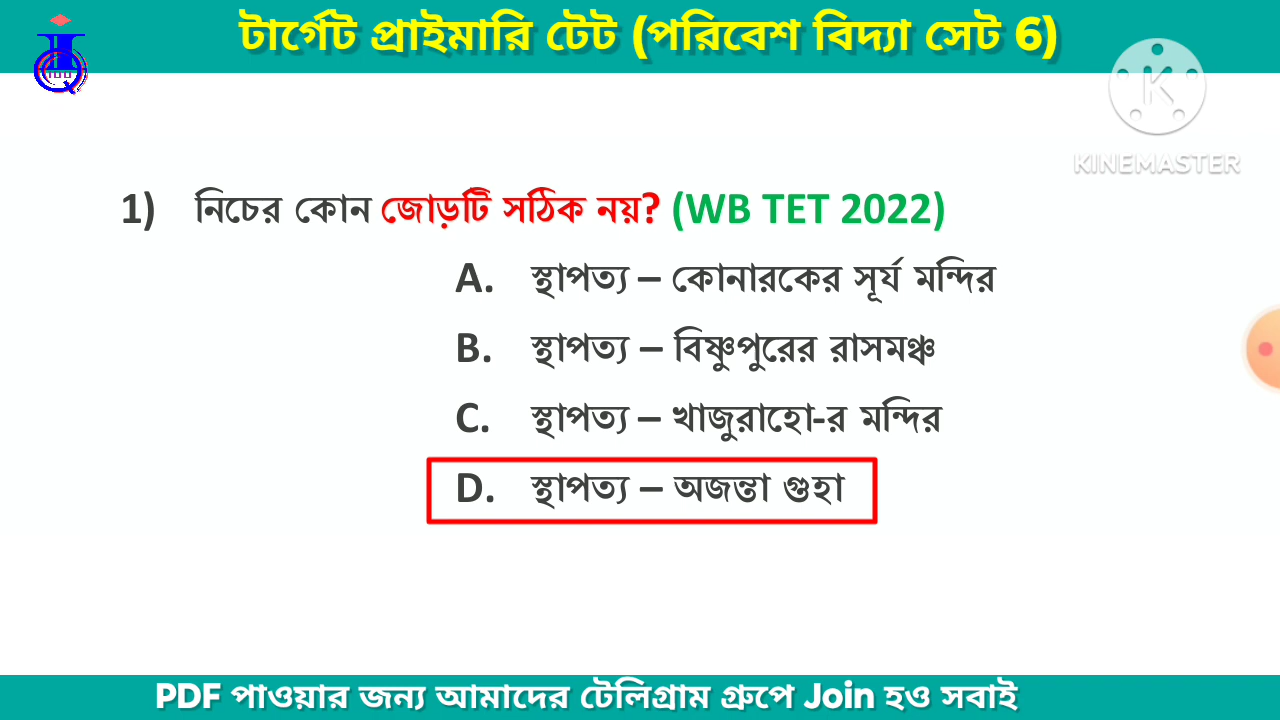 টার্গেট প্রাইমারি টেট (পরিবেশ বিদ্যা সেট 6)
KINEMASTER
1) নিচের কোন জোড়টি সঠিক নয়? (WB TET 2022)
A. স্থাপত্য – কোনারকের সূর্য মন্দির
B. স্থাপত্য – বিষ্ণুপুরের রাসমঞ্চ
C. স্থাপত্য – খাজুরাহো-র মন্দির
D. স্থাপত্য – অজন্তা গুহা
PDF পাওয়ার জন্য আমাদের টেলিগ্রাম গ্রুপে Join হও সবাই